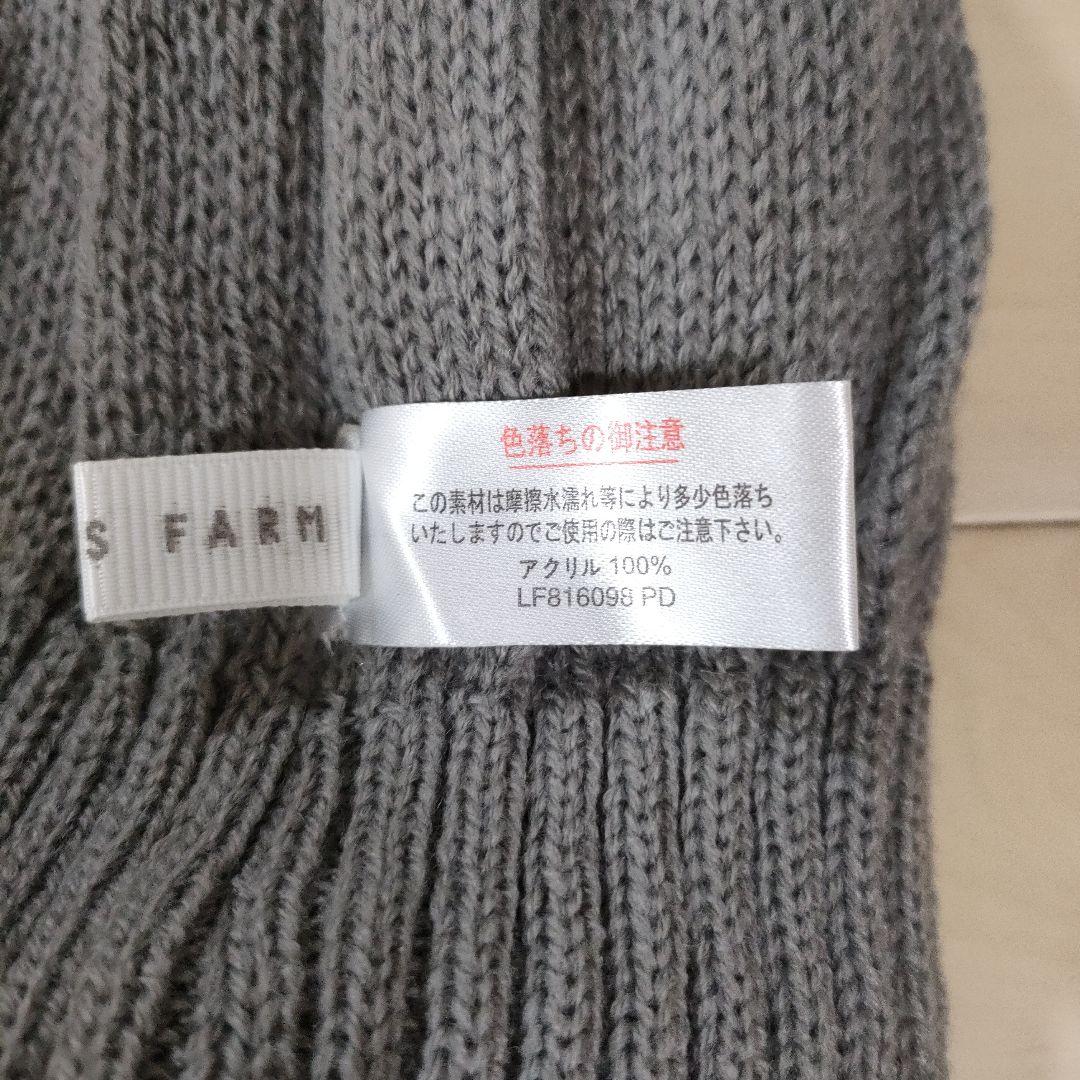 S FARM
色落ちの御注意
この素材は摩擦水濡れ等により多少色落ち
いたしますのでご使用の際はご注意下さい。
アクリル 100%
LF816098 PD